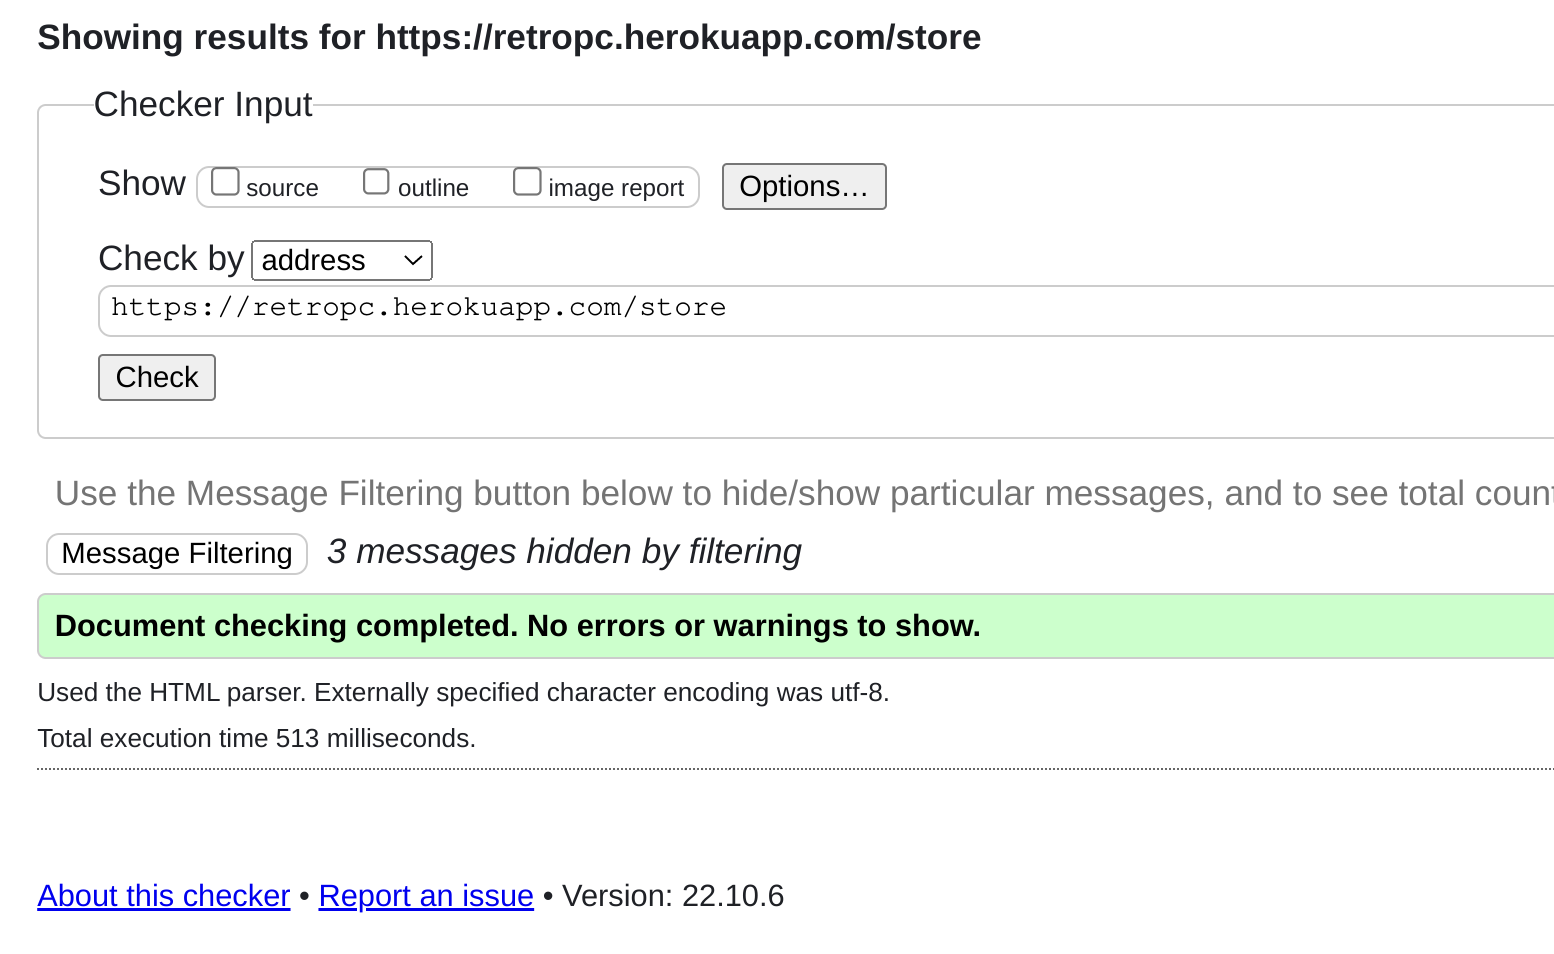 Showing results for https://retropc.herokuapp.com/store
Checker Input
Show source outline image report Options…
Check by address
https://retropc.herokuapp.com/store
Check
Use the Message Filtering button below to hide/show particular messages, and to see total
Message Filtering 3 messages hidden by filtering
Document checking completed. No errors or warnings to show.
Used the HTML parser. Externally specified character encoding was utf-8.
Total execution time 513 milliseconds.
About this checker • Report an issue • Version: 22.10.6